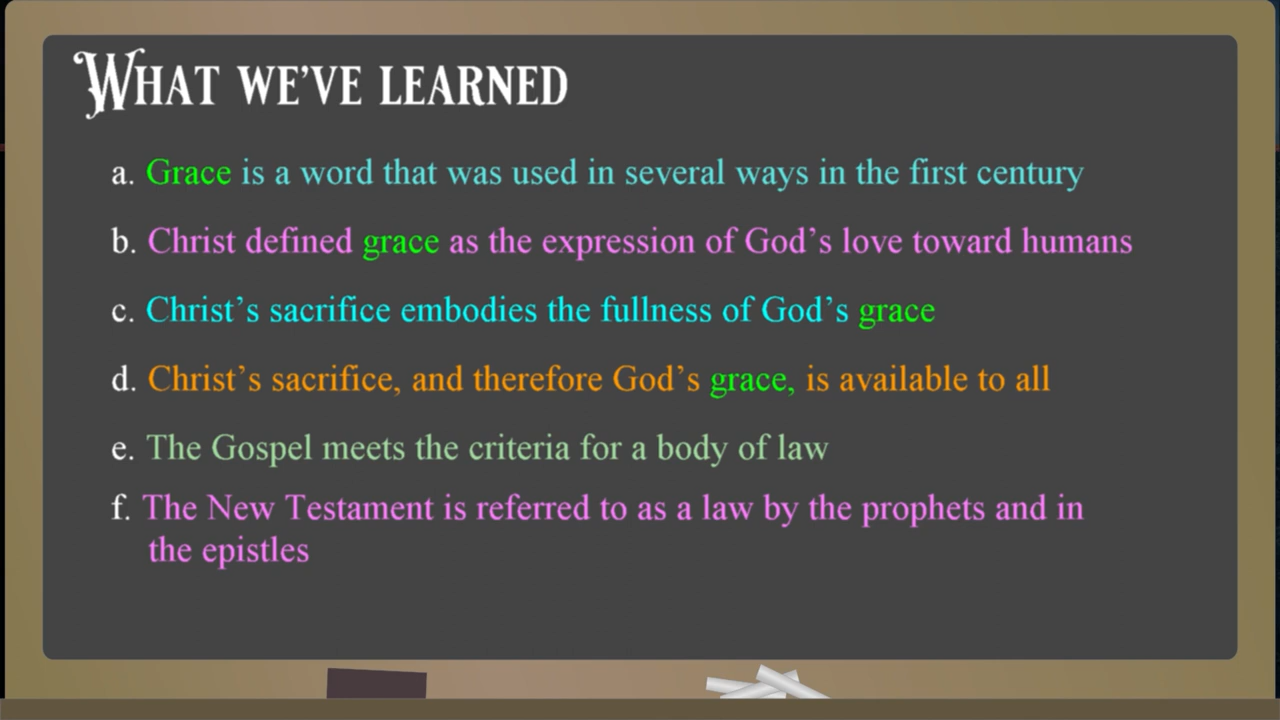 What we've learned
a. Grace is a word that was used in several ways in the first century
b. Christ defined grace as the expression of God's love toward humans
c. Christ's sacrifice embodies the fullness of God's grace
d. Christ's sacrifice, and therefore God's grace, is available to all
e. The Gospel meets the criteria for a body of law
f. The New Testament is referred to as a law by the prophets and in
the epistles